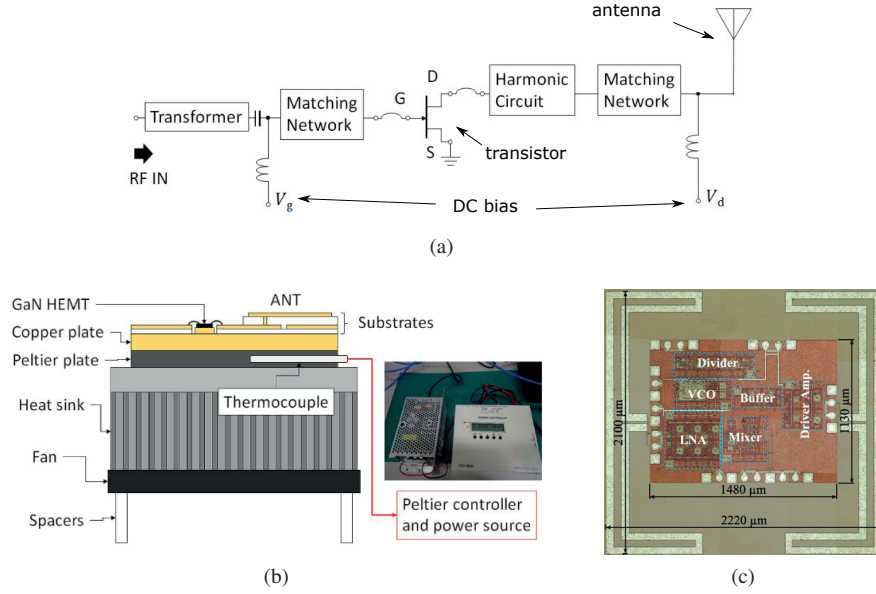 antenna
D
Harmonic
Circuit
Matching
Network
G
Matching
Network
Transformer
S
transistor
RF IN
Vg
DC bias
Vd
(a)
GaN HEMT
ANT
Copper plate
Substrates
Peltier plate
Thermocouple
Heat sink
Fan
Spacers
Peltier controller
and power source
(b)
Divider
VCO
Buffer
Driver Amp.
LNA
Mixer
2100 µm
1130 µm
1480 µm
2220 µm
(c)